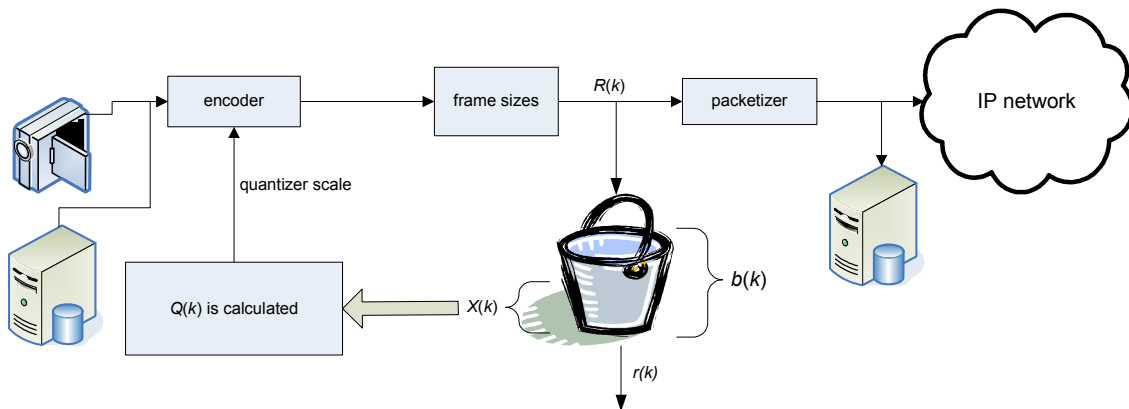 encoder
frame sizes
R(k)
packetizer
IP network
quantizer scale
Q(k) is calculated
X(k)
b(k)
r(k)